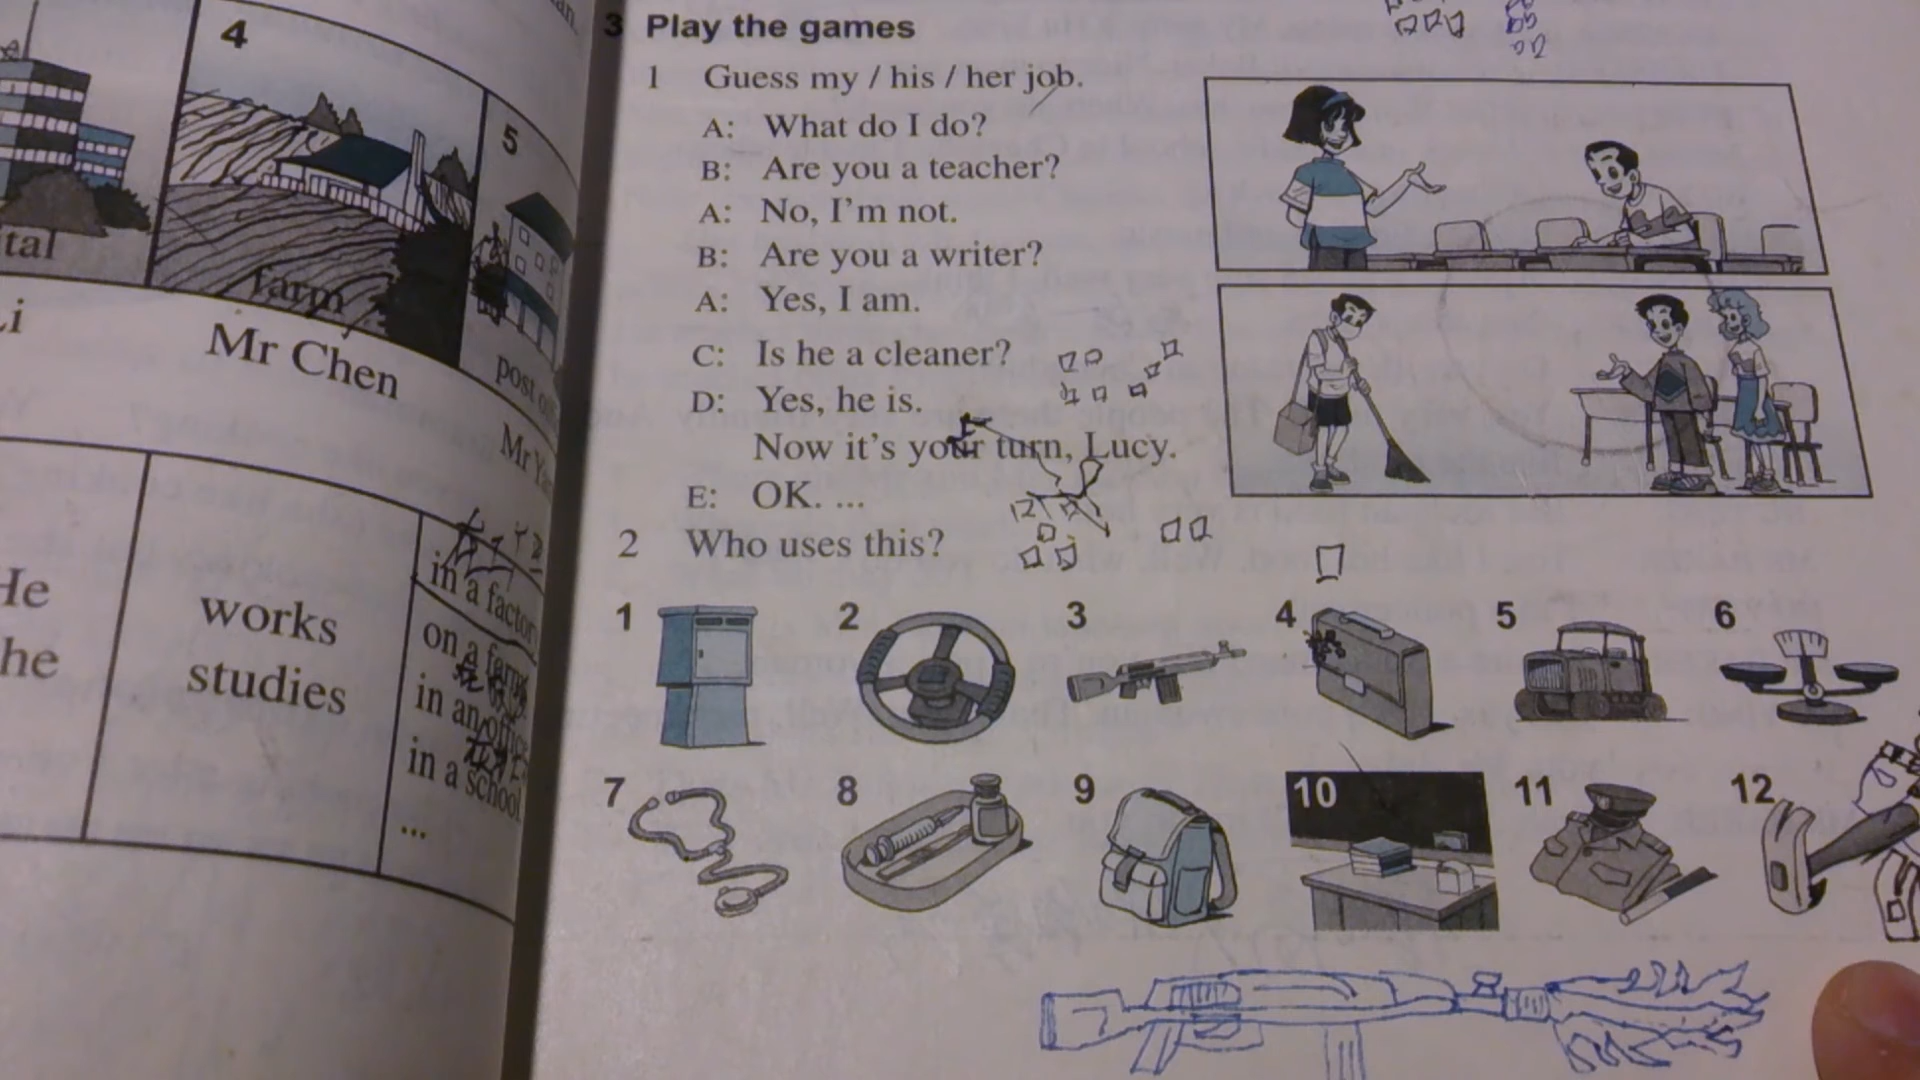 4
5
tal
farm
post off
Li
Mr Chen
Mr Yan
He
he
works
studies
in a factory
on a farm
in an office
in a school
...
3 Play the games
1 Guess my / his / her job.
A: What do I do?
B: Are you a teacher?
A: No, I'm not.
B: Are you a writer?
A: Yes, I am.
C: Is he a cleaner?
D: Yes, he is.
Now it's your turn, Lucy.
E: OK. ...
2 Who uses this?
1 2 3 4 5 6
7 8 9 10 11 12